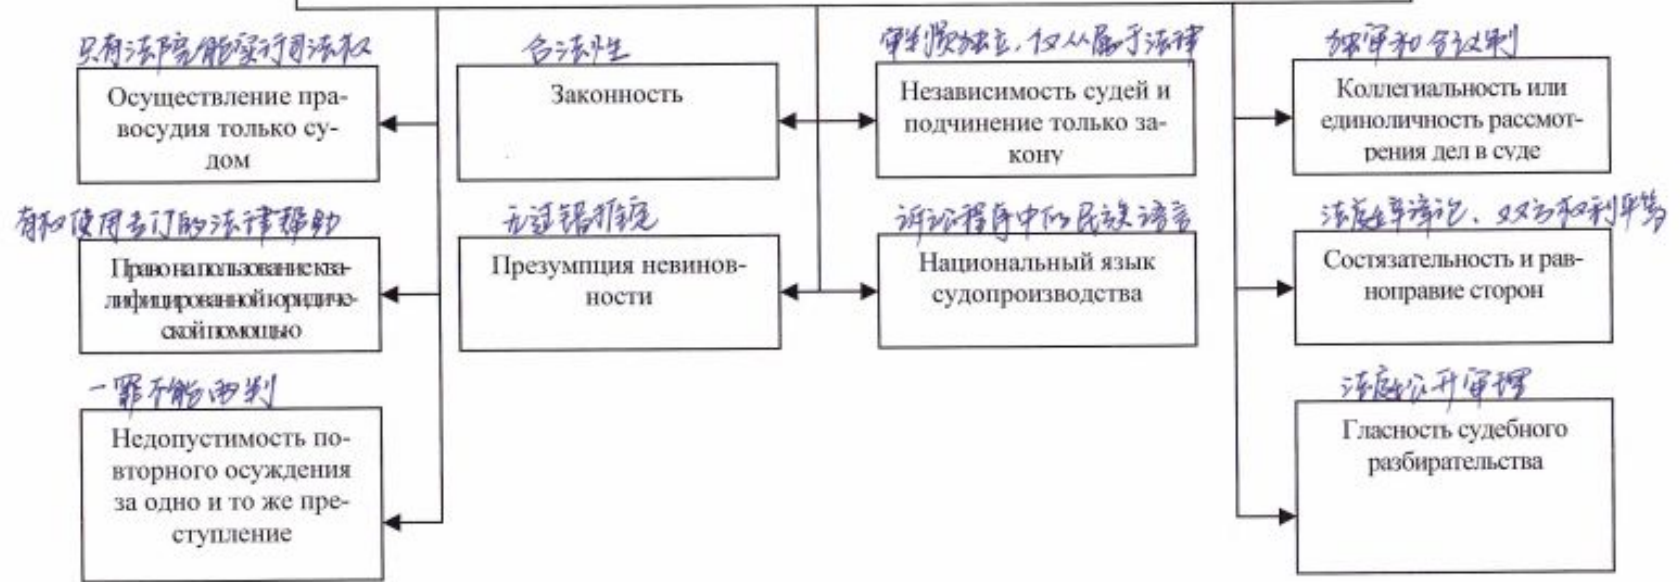 只有法院能实行司法权
Осуществление пра-
восудия только су-
дом
合法性
Законность
审判员独立,仅从属于法律
Независимость судей и
подчинение только за-
кону
独审和合议制
Коллегиальность или
единоличность рассмот-
рения дел в суде
有权使用专门的法律帮助
Право на пользование ква-
лифицированной юридиче-
ской помощью
无过错推定
Презумпция невинов-
ности
诉讼程序中的民族语言
Национальный язык
судопроизводства
法庭辩论、双方权利平等
Состязательность и рав-
ноправие сторон
一罪不能两判
Недопустимость по-
вторного осуждения
за одно и то же пре-
ступление
法庭公开审理
Гласность судебного
разбирательства